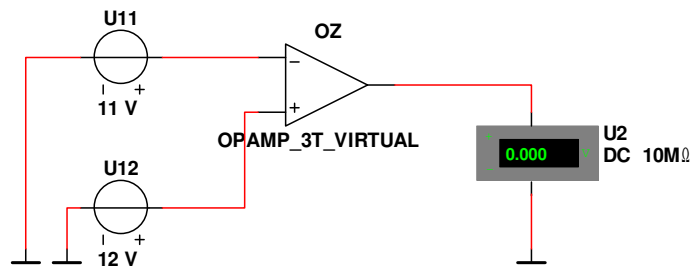 U11
11 V
OZ
OPAMP_3T_VIRTUAL
U12
12 V
0.000
U2
DC 10MΩ